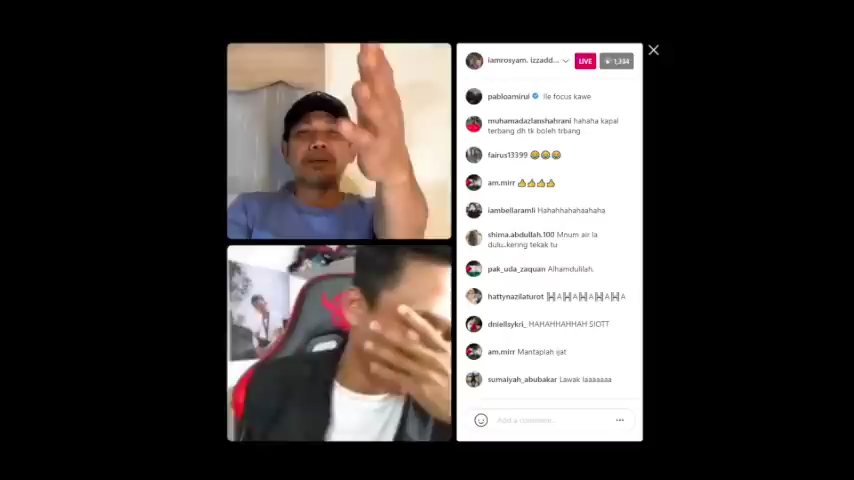 iamrosyam. izzadd...
LIVE
1,394
pabloamirul Ile focus kawe
muhamadazlanshahrani hahaha kapal
terbang dh tk boleh trbang
fairus13399 😂😂😂
am.mirr 👍👍👍👍
iambellaramli Hahahhahahaahaha
shima.abdullah.100 Mnum air la
dulu..kering tekak tu
pak_uda_zaquan Alhamdulilah.
hattynazilaturot H A H A H A H A H A
dniellsykri_ HAHAHHAHHAH SIOTT
am.mirr Mantaplah ijat
sumaiyah_abubakar Lawak laaaaaaa
Add a comment...